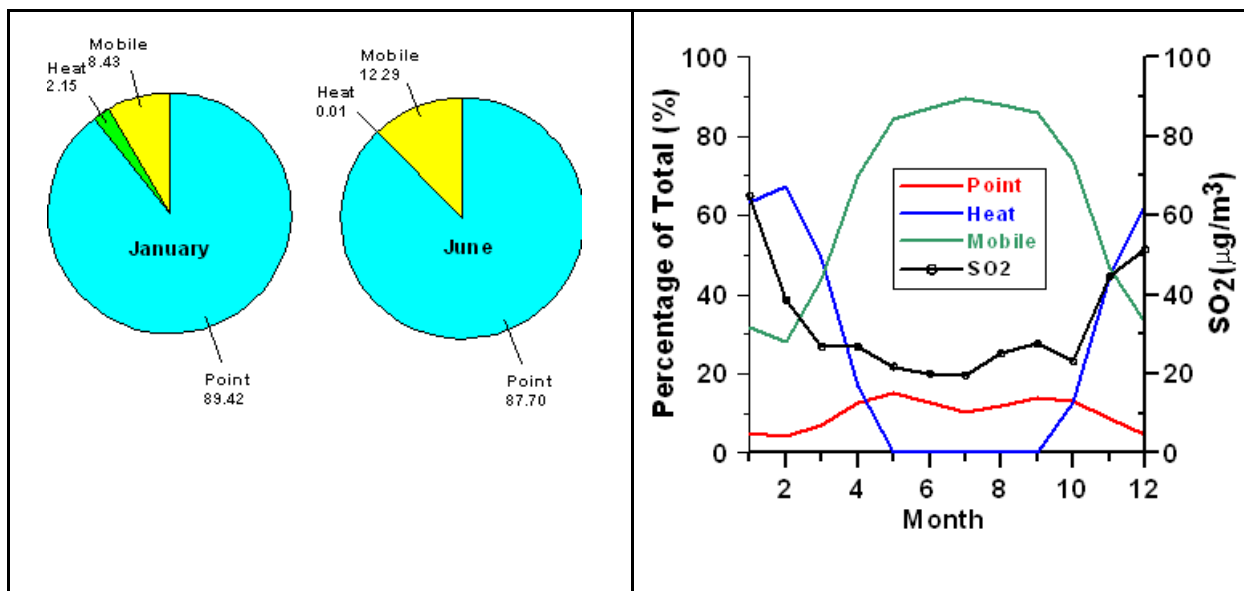 Mobile
8.43
Heat
2.15
January
Point
89.42
Mobile
12.29
Heat
0.01
June
Point
87.70
Percentage of Total (%)
100
80
60
40
20
0
Point
Heat
Mobile
SO2
100
80
60
40
20
0
SO2(µg/m3)
2 4 6 8 10 12
Month